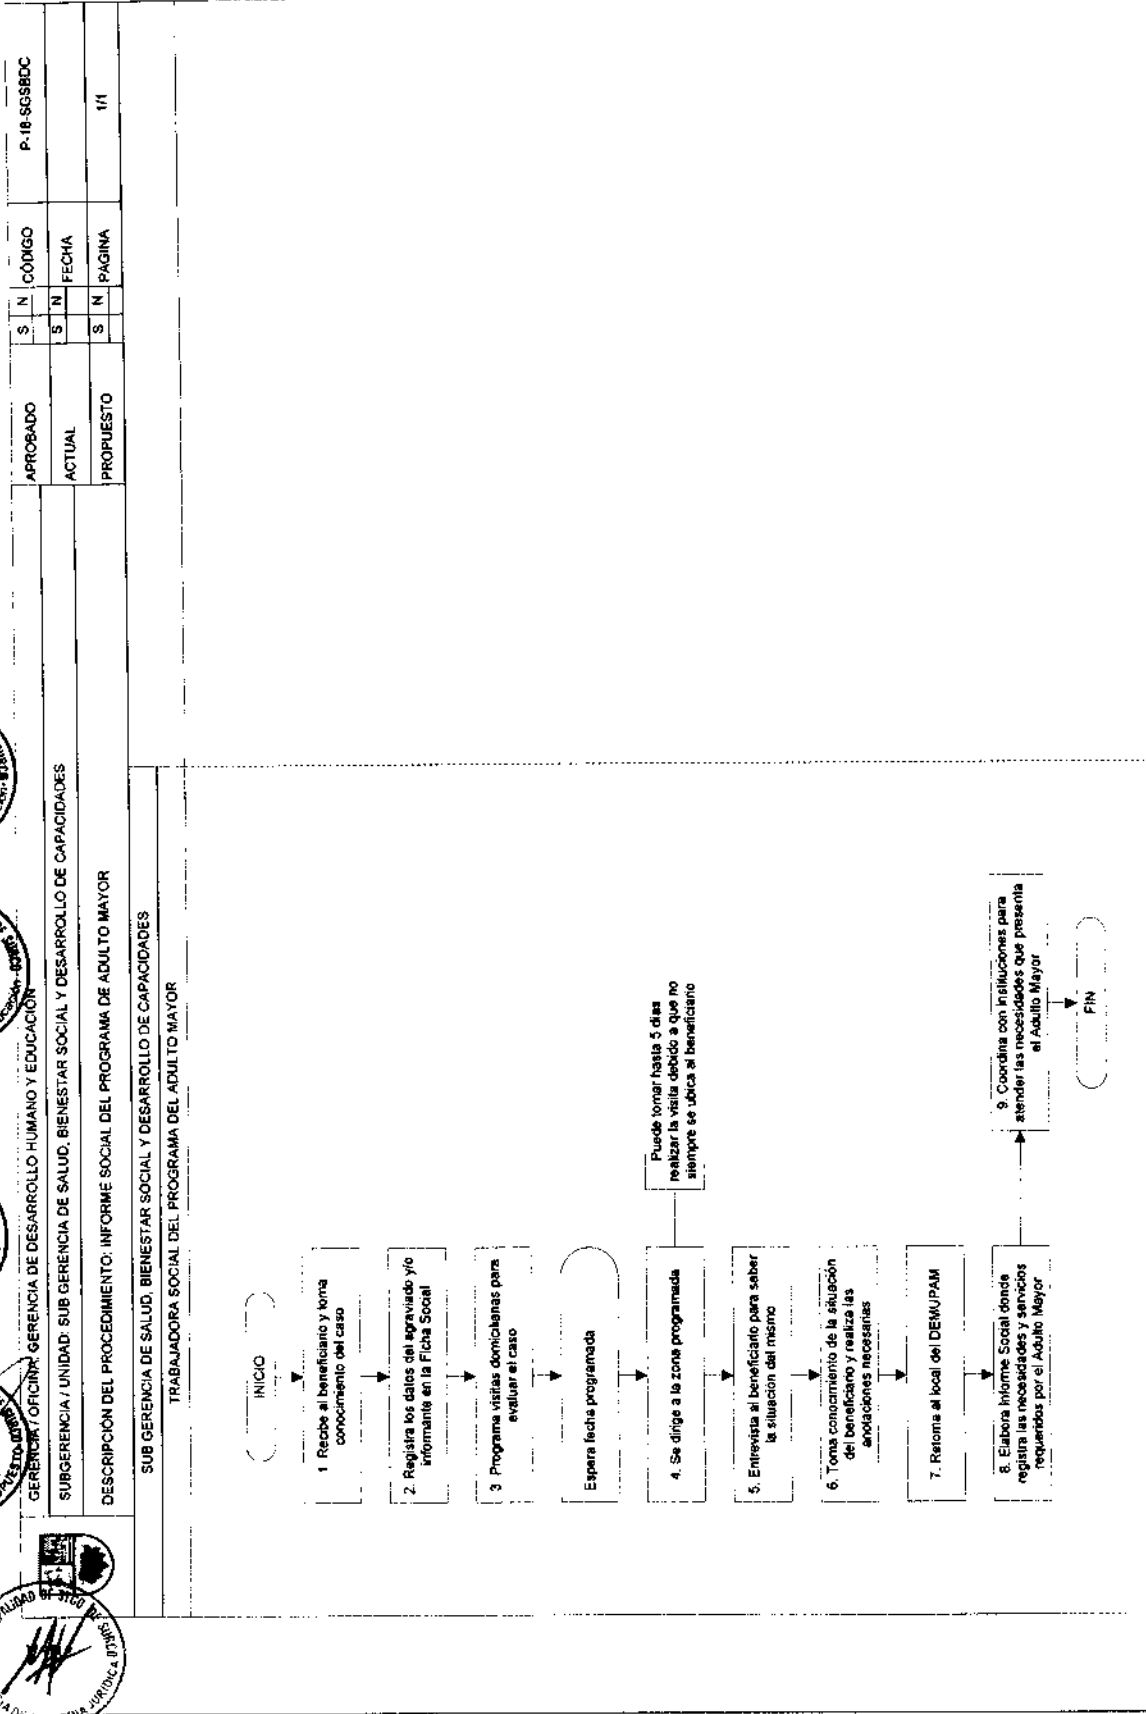 GERENCIA / OFICINA: GERENCIA DE DESARROLLO HUMANO Y EDUCACIÓN
APROBADO
S N
CÓDIGO
P-18-SGSBDC
SUBGERENCIA / UNIDAD: SUB GERENCIA DE SALUD, BIENESTAR SOCIAL Y DESARROLLO DE CAPACIDADES
ACTUAL
S N
FECHA
DESCRIPCIÓN DEL PROCEDIMIENTO: INFORME SOCIAL DEL PROGRAMA DE ADULTO MAYOR
PROPUESTO
S N
PAGINA
1/1
SUB GERENCIA DE SALUD, BIENESTAR SOCIAL Y DESARROLLO DE CAPACIDADES
TRABAJADORA SOCIAL DEL PROGRAMA DEL ADULTO MAYOR
INICIO
1 Recibe al beneficiario y toma
conocimiento del caso
2. Registra los datos del agraviado y/o
informante en la Ficha Social
3 Programa visitas domiciliarias para
evaluar el caso
Espera fecha programada
4. Se dirige a la zona programada
Puede tomar hasta 5 días
realizar la visita debido a que no
siempre se ubica al beneficiario
5. Entrevista al beneficiario para saber
la situación del mismo
6. Toma conocimiento de la situación
del beneficiario y realiza las
anotaciones necesarias
7. Retorna al local del DEMUPAM
8. Elabora Informe Social donde
registra las necesidades y servicios
requeridos por el Adulto Mayor
9. Coordina con instituciones para
atender las necesidades que presenta
el Adulto Mayor
FIN